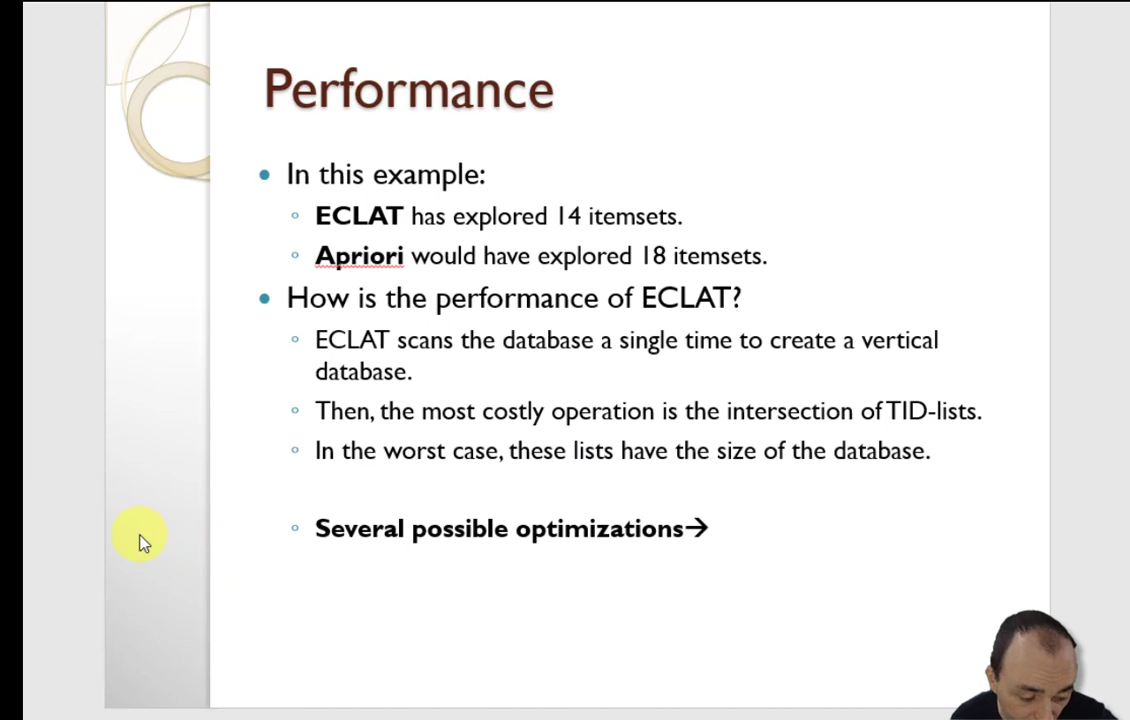 Performance
In this example:
ECLAT has explored 14 itemsets.
Apriori would have explored 18 itemsets.
How is the performance of ECLAT?
ECLAT scans the database a single time to create a vertical
database.
Then, the most costly operation is the intersection of TID-lists.
In the worst case, these lists have the size of the database.
Several possible optimizations→